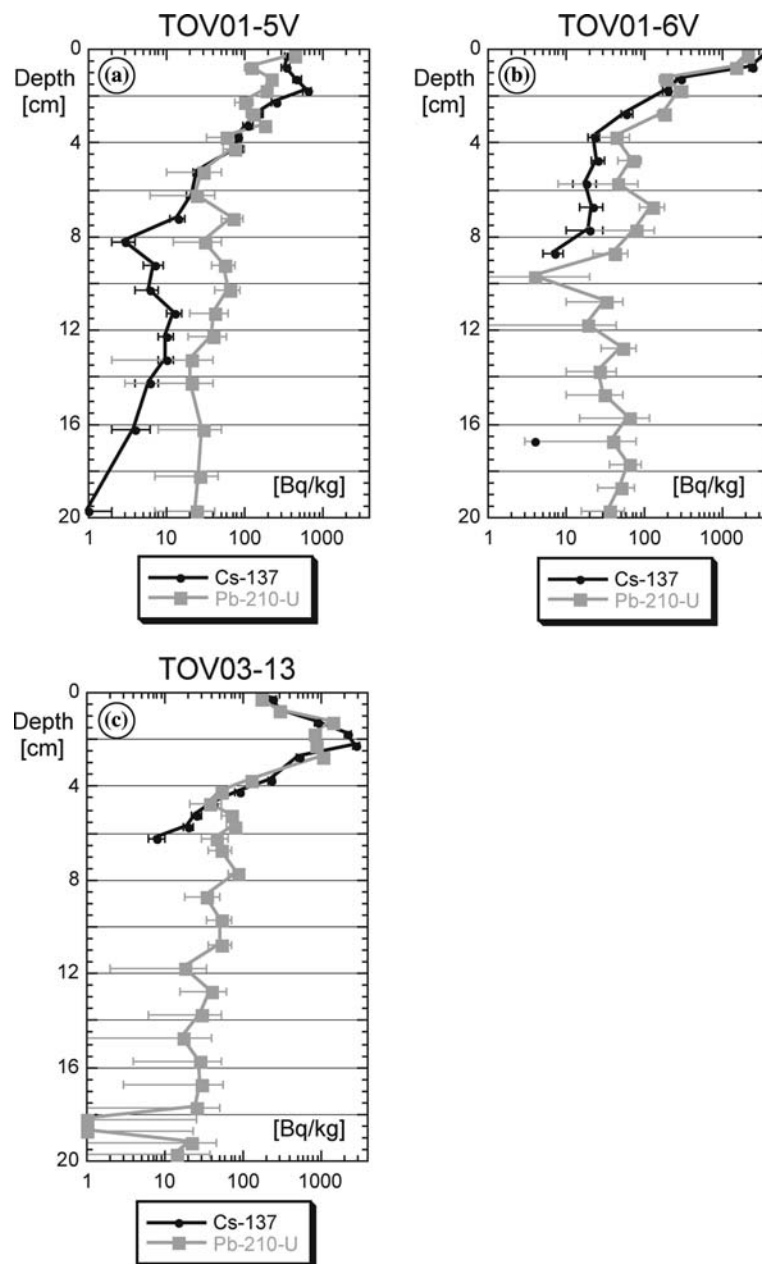 TOV01-5V
TOV01-6V
0
Depth
[cm]
(a)
4
8
12
16
20
[Bq/kg]
1
10
100
1000
0
Depth
[cm]
(b)
4
8
12
16
20
[Bq/kg]
1
10
100
1000
Cs-137
Pb-210-U
Cs-137
Pb-210-U
TOV03-13
0
Depth
[cm]
(c)
4
8
12
16
20
[Bq/kg]
1
10
100
1000
Cs-137
Pb-210-U